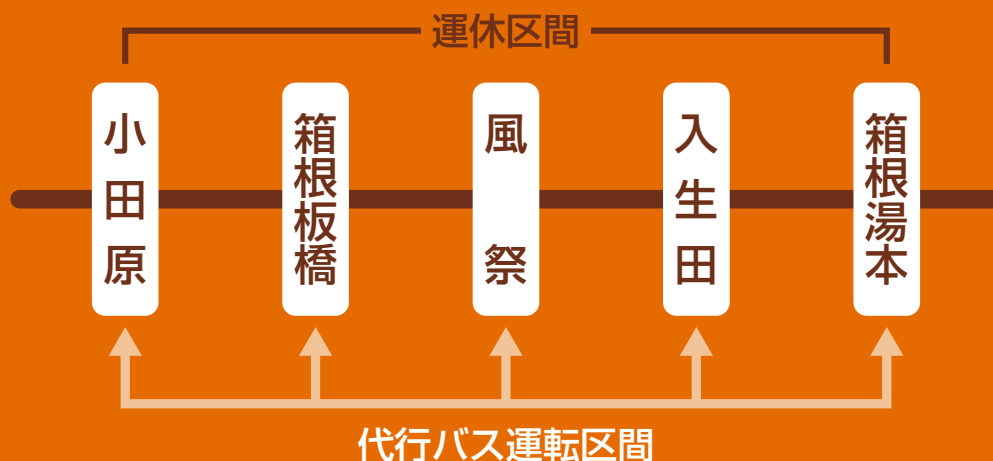 運休区間
小田原
箱根板橋
風祭
入生田
箱根湯本
代行バス運転区間